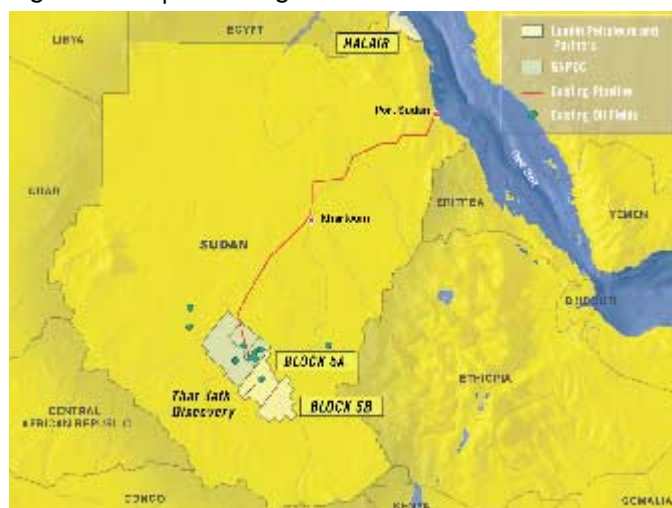 LIBYA
EGYPT
HALAIB
Lundin Petroleum and
Partners
GNPOC
Existing Pipeline
Existing Oil Fields
Port Sudan
Red Sea
CHAD
Khartoum
ERITREA
YEMEN
SUDAN
DJIBOUTI
BLOCK 5A
Thar Jath
Discovery
BLOCK 5B
ETHIOPIA
CENTRAL
AFRICAN REPUBLIC
CONGO
KENYA
SOMALIA